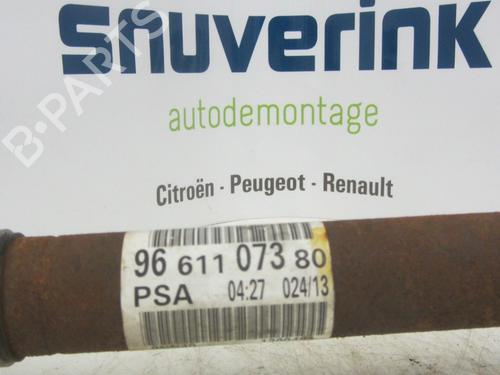 Snuverink
autodemontage
Citroën - Peugeot - Renault
B-PARTS
96 611 073 80
PSA 04:27 024/13